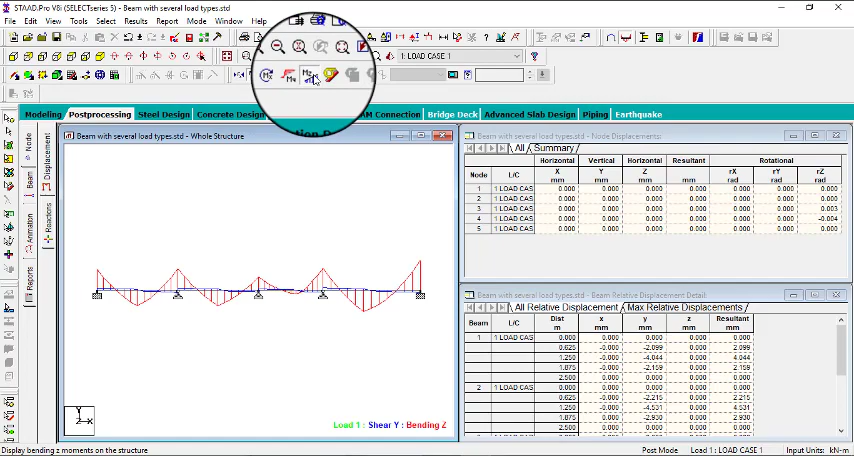 STAAD.Pro V8i (SELECTseries 5) - Beam with several load types.std
File Edit View Tools Select Results Report Mode Window Help
1: LOAD CASE 1
Mx My Mz
Modeling Postprocessing Steel Design Concrete Design AM Connection Bridge Deck Advanced Slab Design Piping Earthquake
Beam with several load types.std - Whole Structure
Node
Beam
Animation
Reports
Displacement
Reactions
Load 1 : Shear Y : Bending Z
Y
Z X
Beam with several load types.std - Node Displacements:
All Summary
Horizontal Vertical Horizontal Resultant Rotational
Node L/C X mm Y mm Z mm mm rX rad rY rad rZ rad
1 1 LOAD CAS 0.000 0.000 0.000 0.000 0.000 0.000 0.000
2 1 LOAD CAS 0.000 0.000 0.000 0.000 0.000 0.000 0.000
3 1 LOAD CAS 0.000 0.000 0.000 0.000 0.000 0.000 0.003
4 1 LOAD CAS 0.000 0.000 0.000 0.000 0.000 0.000 -0.004
5 1 LOAD CAS 0.000 0.000 0.000 0.000 0.000 0.000 0.000
Beam with several load types.std - Beam Relative Displacement Detail:
All Relative Displacement Max Relative Displacements
Beam L/C Dist m x mm y mm z mm Resultant mm
1 1 LOAD CAS 0.000 0.000 0.000 0.000 0.000
0.625 -0.000 -2.099 0.000 2.099
1.250 -0.000 -4.044 0.000 4.044
1.875 -0.000 -2.159 0.000 2.159
2.500 -0.000 0.000 0.000 0.000
2 1 LOAD CAS 0.000 0.000 0.000 0.000 0.000
0.625 -0.000 -2.215 0.000 2.215
1.250 -0.000 -4.531 0.000 4.531
1.875 -0.000 -2.930 0.000 2.930
2.500 0.000 0.000 0.000 0.000
Display bending z moments on the structure
Post Mode Load 1 : LOAD CASE 1 Input Units: kN-m